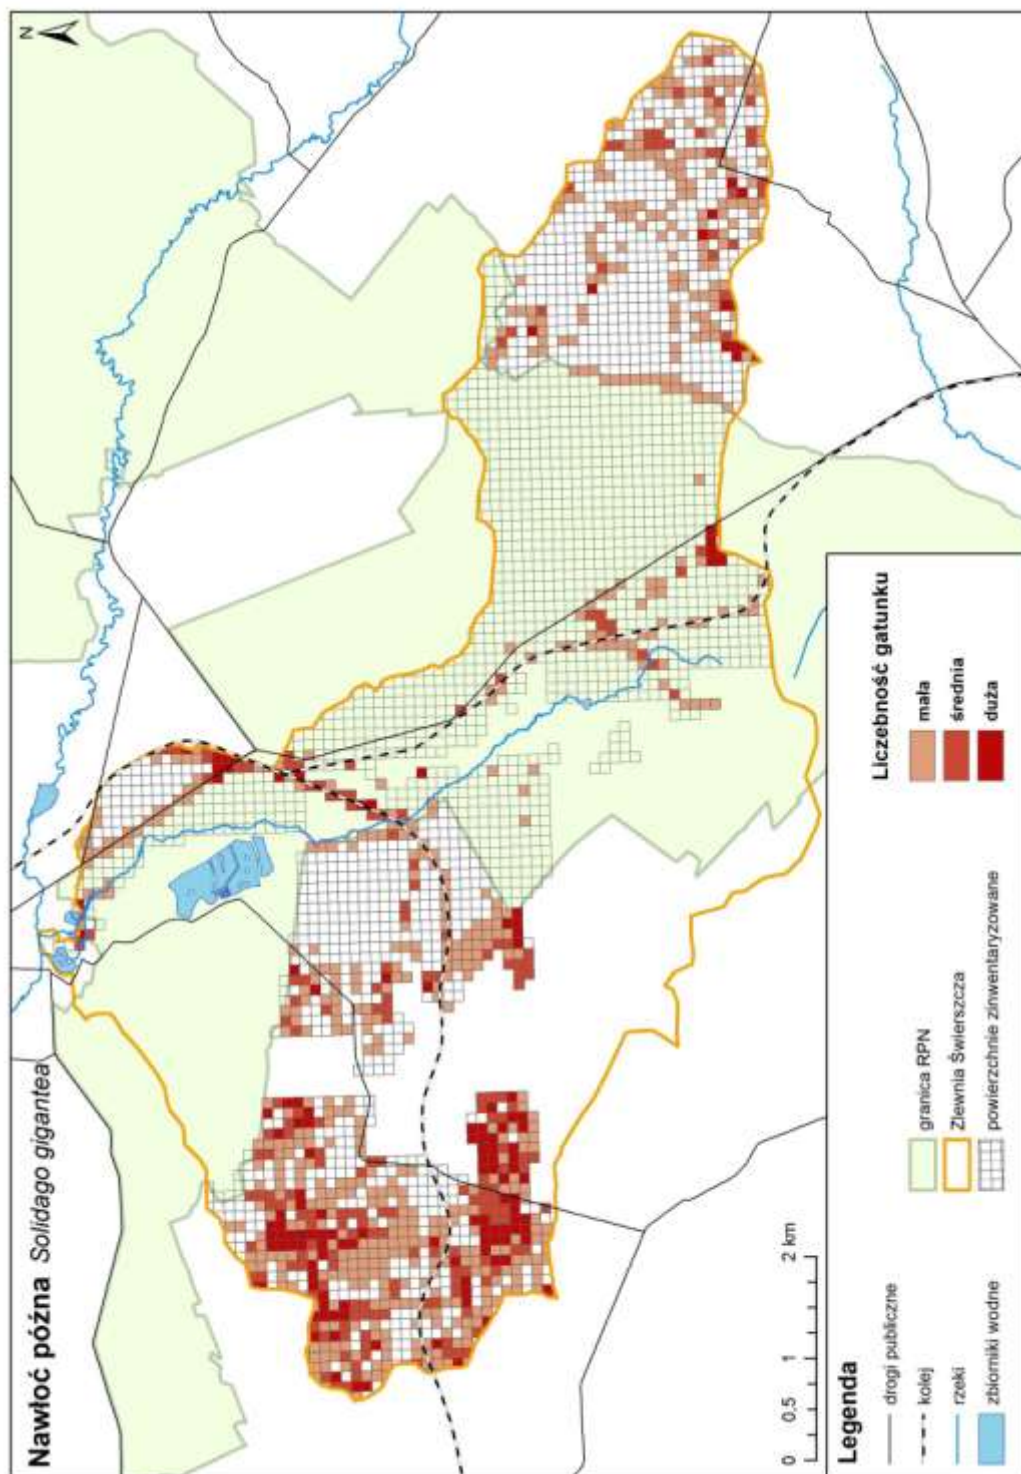 Nawłoć późna Solidago gigantea
N
0 0,5 1 2 km
Legenda
drogi publiczne
kolej
rzeki
zbiorniki wodne
granica RPN
Zlewnia Świerszcza
powierzchnie zinwentaryzowane
Liczebność gatunku
mała
średnia
duża